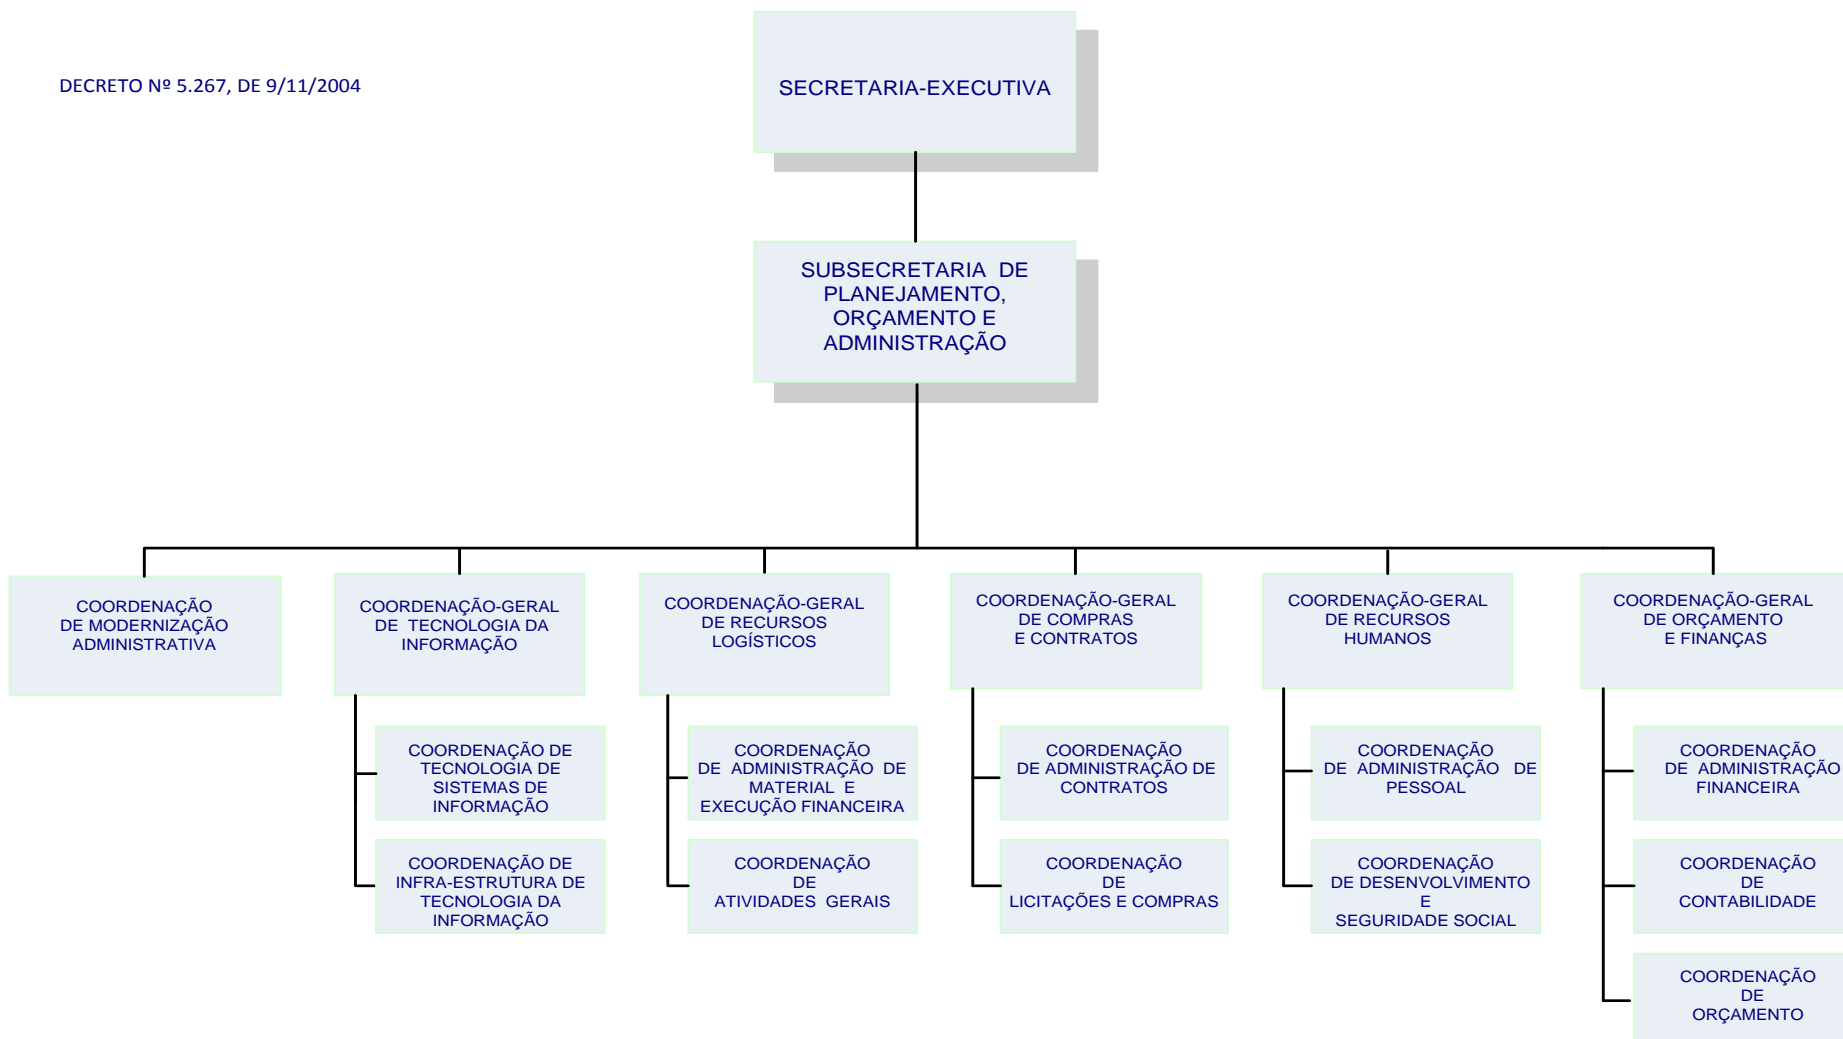 DECRETO Nº 5.267, DE 9/11/2004
SECRETARIA-EXECUTIVA
SUBSECRETARIA DE
PLANEJAMENTO,
ORÇAMENTO E
ADMINISTRAÇÃO
COORDENAÇÃO
DE MODERNIZAÇÃO
ADMINISTRATIVA
COORDENAÇÃO-GERAL
DE TECNOLOGIA DA
INFORMAÇÃO
COORDENAÇÃO-GERAL
DE RECURSOS
LOGÍSTICOS
COORDENAÇÃO-GERAL
DE COMPRAS
E CONTRATOS
COORDENAÇÃO-GERAL
DE RECURSOS
HUMANOS
COORDENAÇÃO-GERAL
DE ORÇAMENTO
E FINANÇAS
COORDENAÇÃO DE
TECNOLOGIA DE
SISTEMAS DE
INFORMAÇÃO
COORDENAÇÃO
DE ADMINISTRAÇÃO DE
MATERIAL E
EXECUÇÃO FINANCEIRA
COORDENAÇÃO
DE ADMINISTRAÇÃO DE
CONTRATOS
COORDENAÇÃO
DE ADMINISTRAÇÃO DE
PESSOAL
COORDENAÇÃO
DE ADMINISTRAÇÃO
FINANCEIRA
COORDENAÇÃO DE
INFRA-ESTRUTURA DE
TECNOLOGIA DA
INFORMAÇÃO
COORDENAÇÃO
DE
ATIVIDADES GERAIS
COORDENAÇÃO
DE
LICITAÇÕES E COMPRAS
COORDENAÇÃO
DE DESENVOLVIMENTO
E
SEGURIDADE SOCIAL
COORDENAÇÃO
DE
CONTABILIDADE
COORDENAÇÃO
DE
ORÇAMENTO